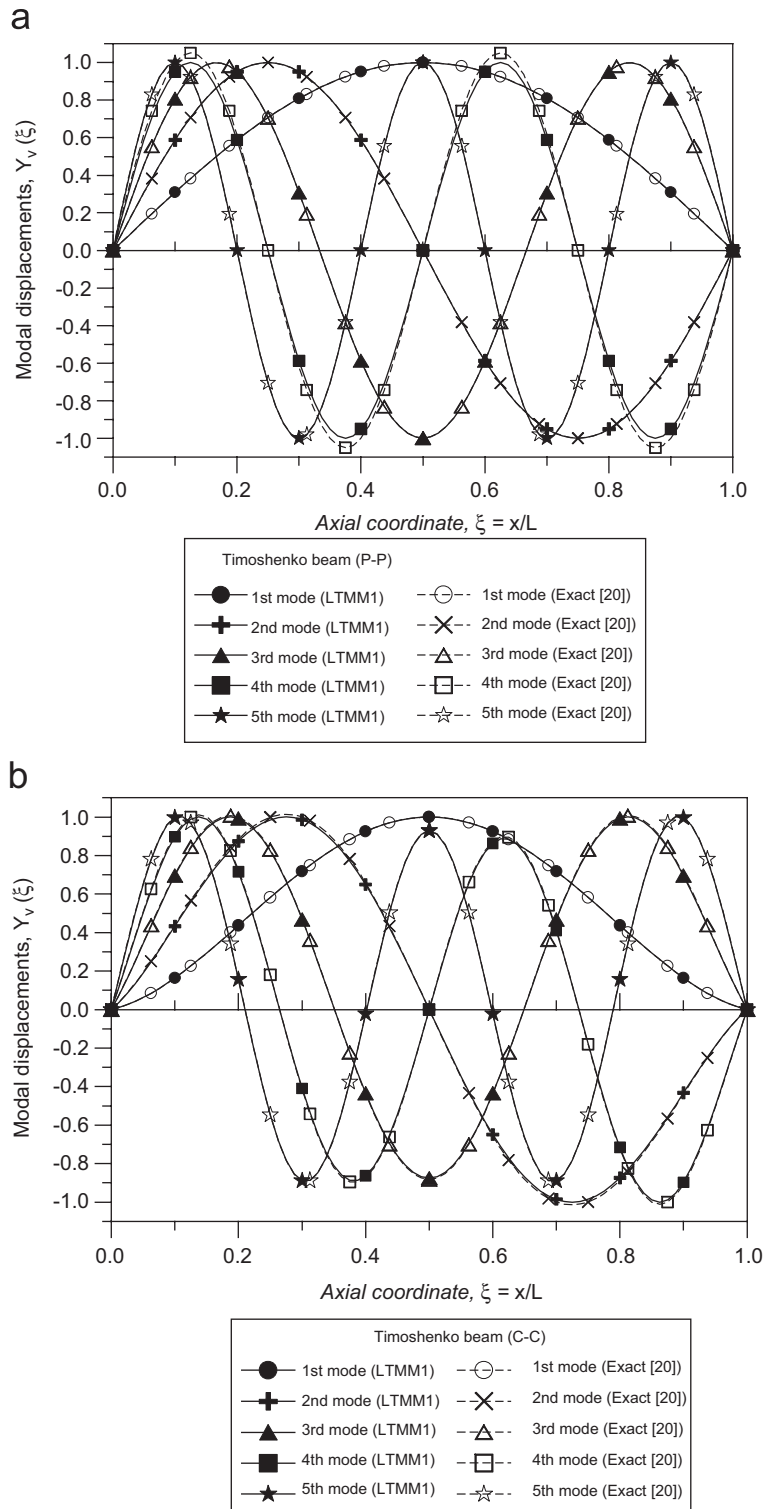 a
1.0
0.8
0.6
0.4
0.2
0.0
-0.2
-0.4
-0.6
-0.8
-1.0
Modal displacements, Yv (ξ)
0.0 0.2 0.4 0.6 0.8 1.0
Axial coordinate, ξ = x/L
Timoshenko beam (P-P)
1st mode (LTMM1) 1st mode (Exact [20])
2nd mode (LTMM1) 2nd mode (Exact [20])
3rd mode (LTMM1) 3rd mode (Exact [20])
4th mode (LTMM1) 4th mode (Exact [20])
5th mode (LTMM1) 5th mode (Exact [20])
b
1.0
0.8
0.6
0.4
0.2
0.0
-0.2
-0.4
-0.6
-0.8
-1.0
Modal displacements, Yv (ξ)
0.0 0.2 0.4 0.6 0.8 1.0
Axial coordinate, ξ = x/L
Timoshenko beam (C-C)
1st mode (LTMM1) 1st mode (Exact [20])
2nd mode (LTMM1) 2nd mode (Exact [20])
3rd mode (LTMM1) 3rd mode (Exact [20])
4th mode (LTMM1) 4th mode (Exact [20])
5th mode (LTMM1) 5th mode (Exact [20])